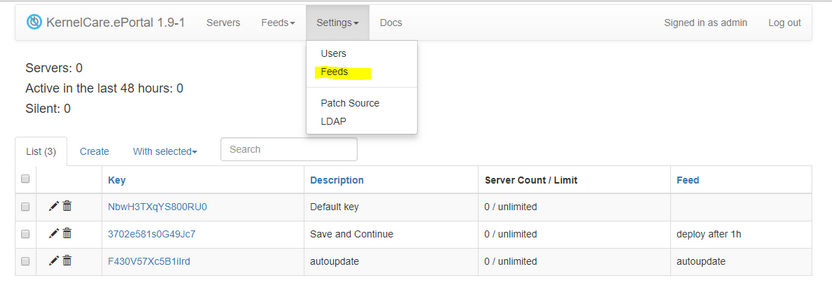 KernelCare.ePortal 1.9-1 Servers Feeds Settings Docs Signed in as admin Log out
Users
Feeds
Patch Source
LDAP
Servers: 0
Active in the last 48 hours: 0
Silent: 0
List (3) Create With selected Search
Key Description Server Count / Limit Feed
NbwH3TXqYS800RU0 Default key 0 / unlimited
3702e581s0G49Jc7 Save and Continue 0 / unlimited deploy after 1h
F430V57Xc5B1iIrd autoupdate 0 / unlimited autoupdate